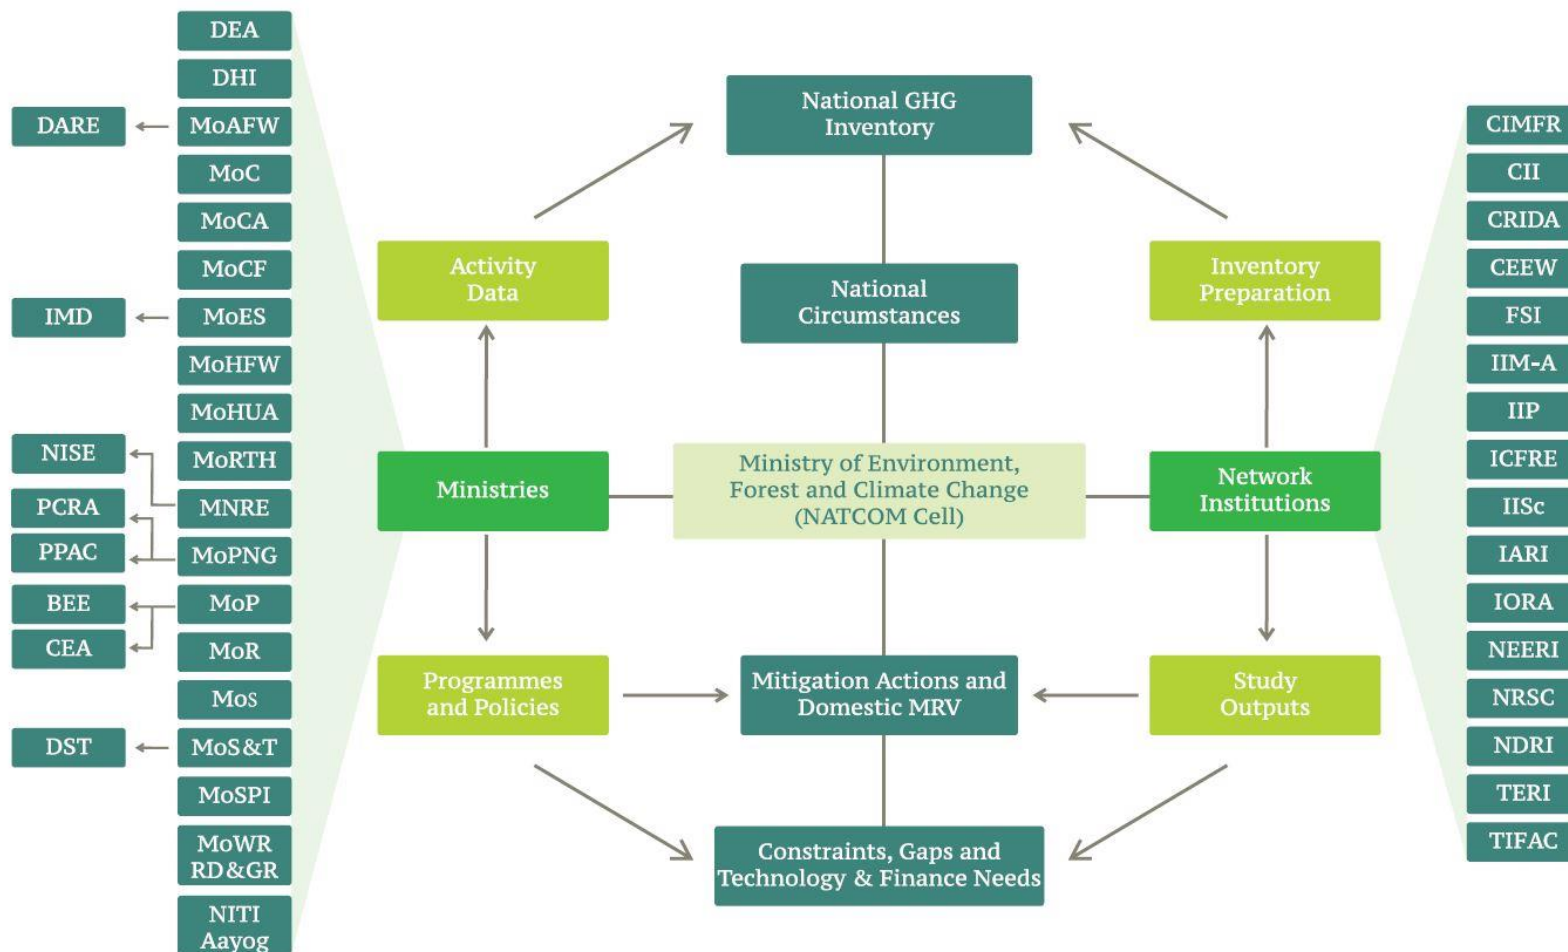 DEA
DHI
MoAFW
MoC
MoCA
MoCF
MoES
MoHFW
MoHUA
MoRTH
MNRE
MoPNG
MoP
MoR
MoS
MoS&T
MoSPI
MoWR
RD&GR
NITI
Aayog
DARE
IMD
NISE
PCRA
PPAC
BEE
CEA
DST
Activity
Data
Ministries
Programmes
and Policies
National GHG
Inventory
National
Circumstances
Ministry of Environment,
Forest and Climate Change
(NATCOM Cell)
Mitigation Actions and
Domestic MRV
Constraints, Gaps and
Technology & Finance Needs
Inventory
Preparation
Network
Institutions
Study
Outputs
CIMFR
CII
CRIDA
CEEW
FSI
IIM-A
IIP
ICFRE
IISc
IARI
IORA
NEERI
NRSC
NDRI
TERI
TIFAC